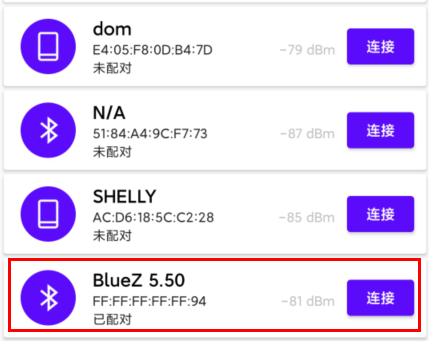 dom
E4:05:F8:0D:B4:7D
-79 dBm
连接
未配对
N/A
51:84:A4:9C:F7:73
-87 dBm
连接
未配对
SHELLY
AC:D6:18:5C:C2:28
-85 dBm
连接
未配对
BlueZ 5.50
FF:FF:FF:FF:FF:94
-81 dBm
连接
已配对